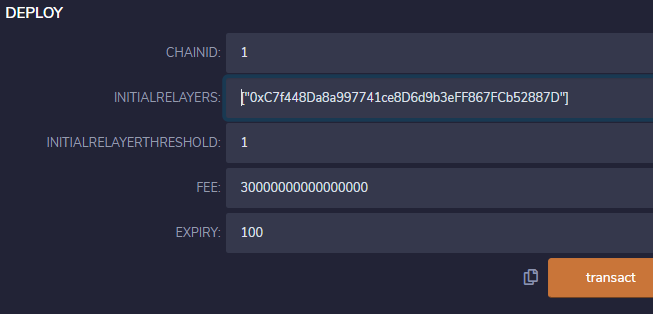 DEPLOY
CHAINID: 1
INITIALRELAYERS: ["0xC7f448Da8a997741ce8D6d9b3eFF867FCb52887D"]
INITIALRELAYERTHRESHOLD: 1
FEE: 30000000000000000
EXPIRY: 100
transact